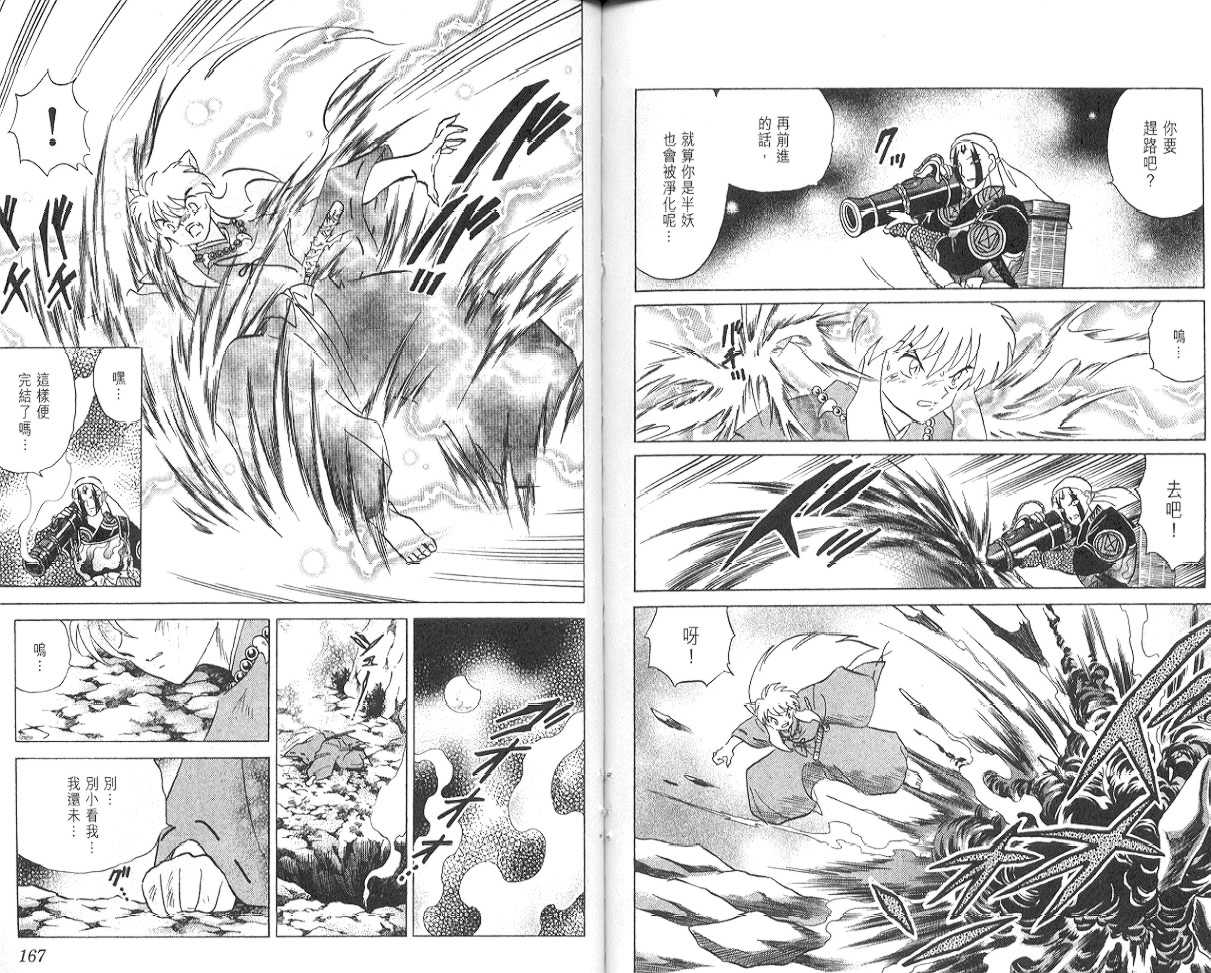 你要
趕路吧？
再前進
的話，
就算你是半妖
也會被淨化呢…
嗚…
去吧！
呀！
！
嘿…
這樣便
完結了嗎…
嗚…
別…
別小看我…
我還未…
167